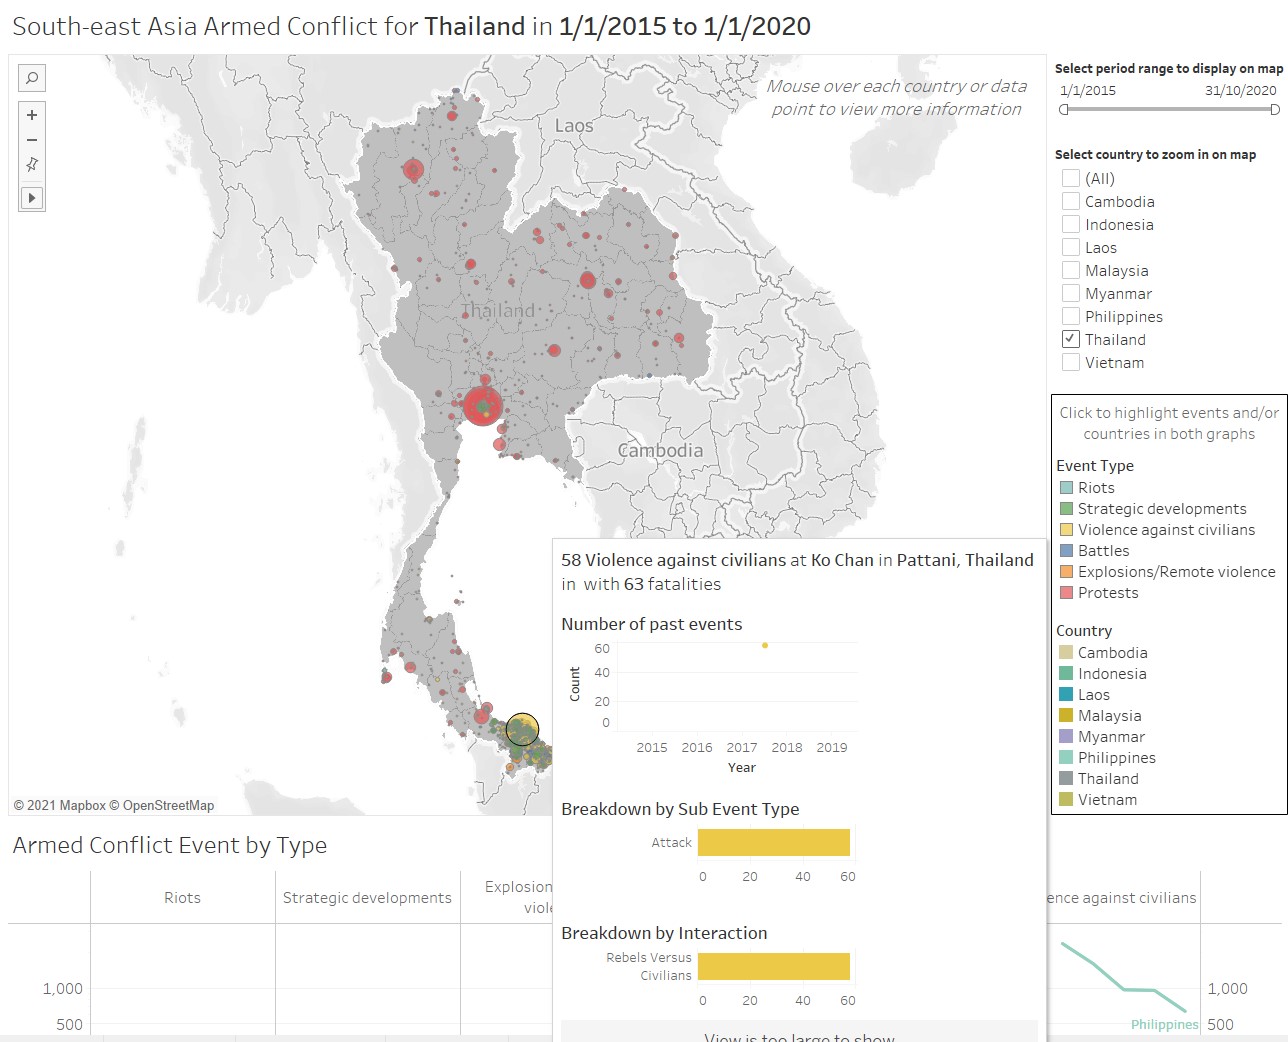 South-east Asia Armed Conflict for Thailand in 1/1/2015 to 1/1/2020
Mouse over each country or data
point to view more information
Laos
Thailand
Cambodia
© 2021 Mapbox © OpenStreetMap
Select period range to display on map
1/1/2015 31/10/2020
Select country to zoom in on map
(All)
Cambodia
Indonesia
Laos
Malaysia
Myanmar
Philippines
Thailand
Vietnam
Click to highlight events and/or
countries in both graphs
Event Type
Riots
Strategic developments
Violence against civilians
Battles
Explosions/Remote violence
Protests
Country
Cambodia
Indonesia
Laos
Malaysia
Myanmar
Philippines
Thailand
Vietnam
58 Violence against civilians at Ko Chan in Pattani, Thailand
in with 63 fatalities
Number of past events
60
40
20
0
Count
2015 2016 2017 2018 2019
Year
Breakdown by Sub Event Type
Attack
0 20 40 60
Breakdown by Interaction
Rebels Versus
Civilians
0 20 40 60
View is too large to show
Armed Conflict Event by Type
Riots
Strategic developments
Explosion
viole
ence against civilians
1,000
500
1,000
500
Philippines